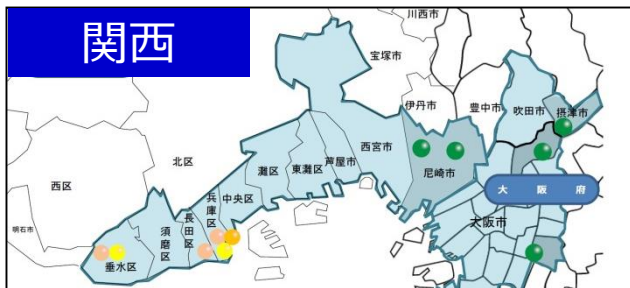 関西
川西市
宝塚市
伊丹市
豊中市
吹田市
摂津市
北区
西宮市
尼崎市
芦屋市
東灘区
灘区
中央区
兵庫区
長田区
須磨区
垂水区
西区
明石市
大阪府
大阪市